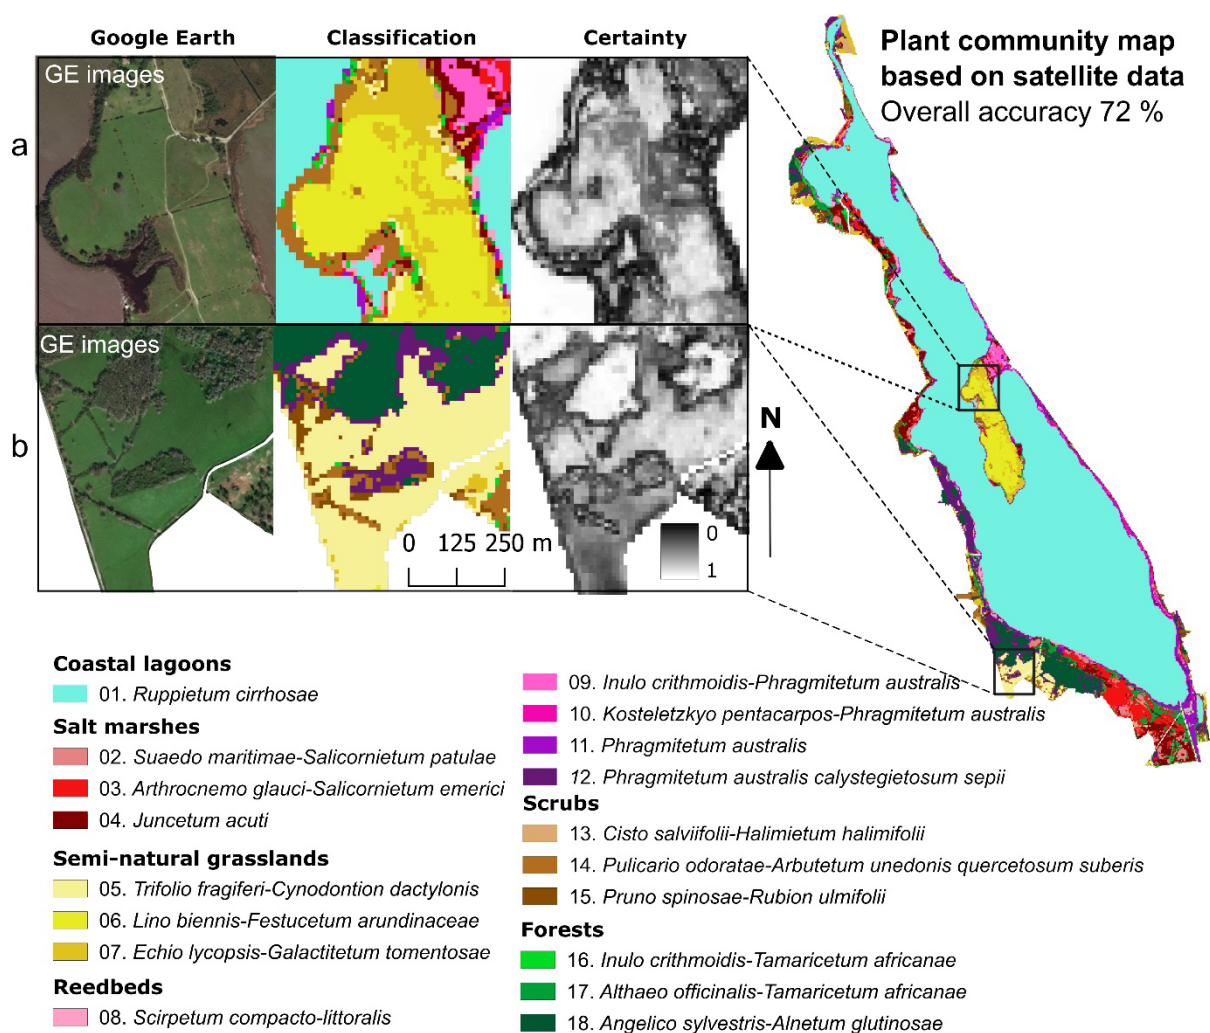 Google Earth
Classification
Certainty
Plant community map
based on satellite data
Overall accuracy 72 %
GE images
a
GE images
b
N
0 125 250 m
0
1
Coastal lagoons
01. Ruppietum cirrhosae
Salt marshes
02. Suaedo maritimae-Salicornietum patulae
03. Arthrocnemo glauci-Salicornietum emerici
04. Juncetum acuti
Semi-natural grasslands
05. Trifolio fragiferi-Cynodontion dactylonis
06. Lino biennis-Festucetum arundinaceae
07. Echio lycopsis-Galactitetum tomentosae
Reedbeds
08. Scirpetum compacto-littoralis
09. Inulo crithmoidis-Phragmitetum australis
10. Kosteletzkyo pentacarpos-Phragmitetum australis
11. Phragmitetum australis
12. Phragmitetum australis calystegietosum sepii
Scrubs
13. Cisto salviifolii-Halimietum halimifolii
14. Pulicario odoratae-Arbutetum unedonis quercetosum suberis
15. Pruno spinosae-Rubion ulmifolii
Forests
16. Inulo crithmoidis-Tamaricetum africanae
17. Althaeo officinalis-Tamaricetum africanae
18. Angelico sylvestris-Alnetum glutinosae